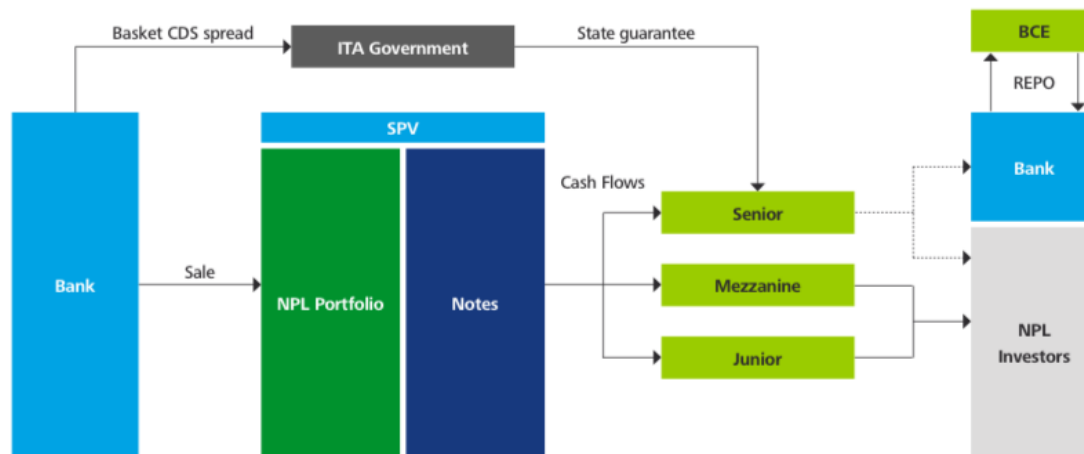 Basket CDS spread
ITA Government
State guarantee
BCE
REPO
SPV
Bank
Cash Flows
Senior
Bank
Sale
NPL Portfolio
Notes
Mezzanine
Junior
NPL
Investors